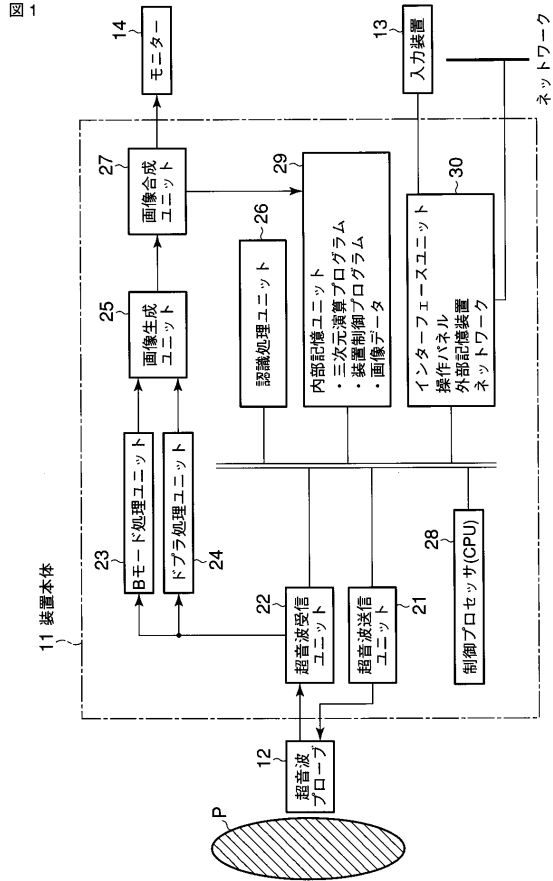 図1
11 装置本体
14
モニター
27
画像合成
ユニット
25
画像生成
ユニット
23
Bモード処理ユニット
24
ドプラ処理ユニット
22
超音波受信
ユニット
21
超音波送信
ユニット
12
超音波
プローブ
P
26
認識処理ユニット
29
内部記憶ユニット
・三次元演算プログラム
・装置制御プログラム
・画像データ
28
制御プロセッサ(CPU)
30
インターフェースユニット
操作パネル
外部記憶装置
ネットワーク
13
入力装置
ネットワーク